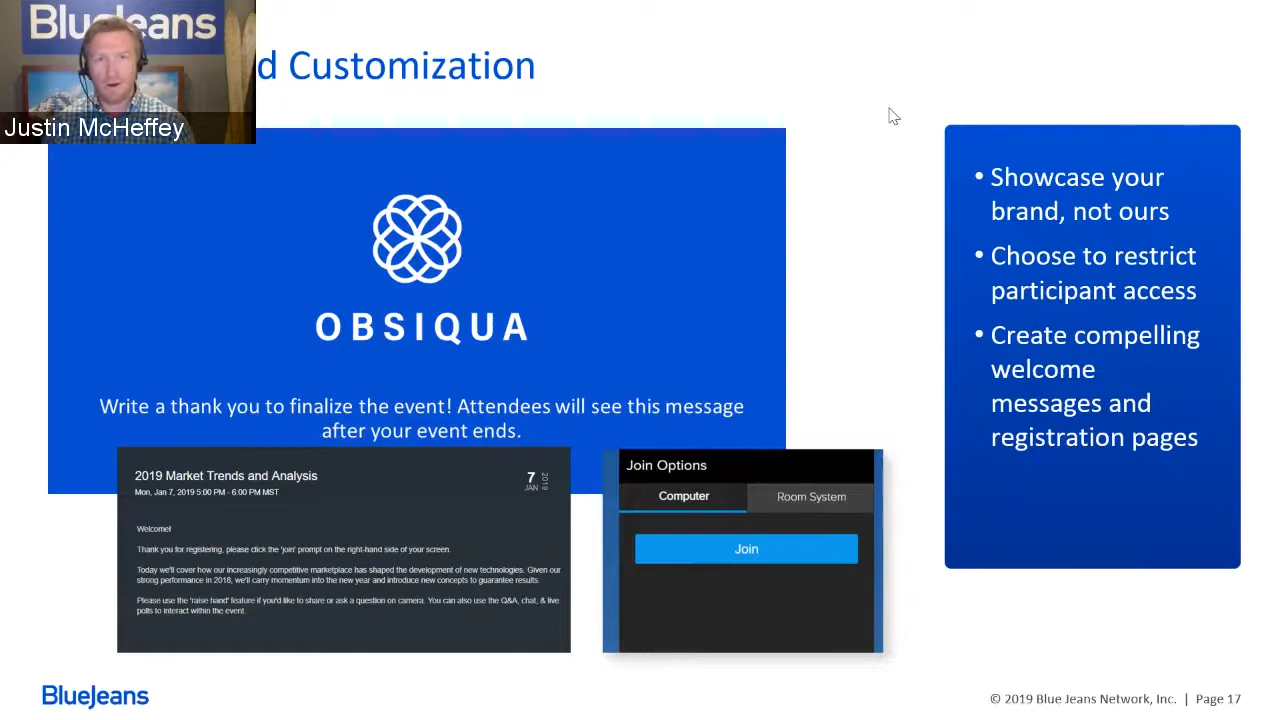 BlueJeans
d Customization
Justin McHeffey
OBSIQUA
Write a thank you to finalize the event! Attendees will see this message
after your event ends.
2019 Market Trends and Analysis
Mon, Jan 7, 2019 5:00 PM - 6:00 PM MST
7
JAN
2019
Welcome!
Thank you for registering, please click the 'join' prompt on the right-hand side of your screen.
Today we'll cover how our increasingly competitive marketplace has shaped the development of new technologies. Given our
strong performance in 2018, we'll carry momentum into the new year and introduce new concepts to guarantee results.
Please use the 'raise hand' feature if you'd like to share or ask a question on camera. You can also use the Q&A, chat, & live
polls to interact within the event.
Join Options
Computer
Room System
Join
• Showcase your
brand, not ours
• Choose to restrict
participant access
• Create compelling
welcome
messages and
registration pages
BlueJeans
© 2019 Blue Jeans Network, Inc. | Page 17